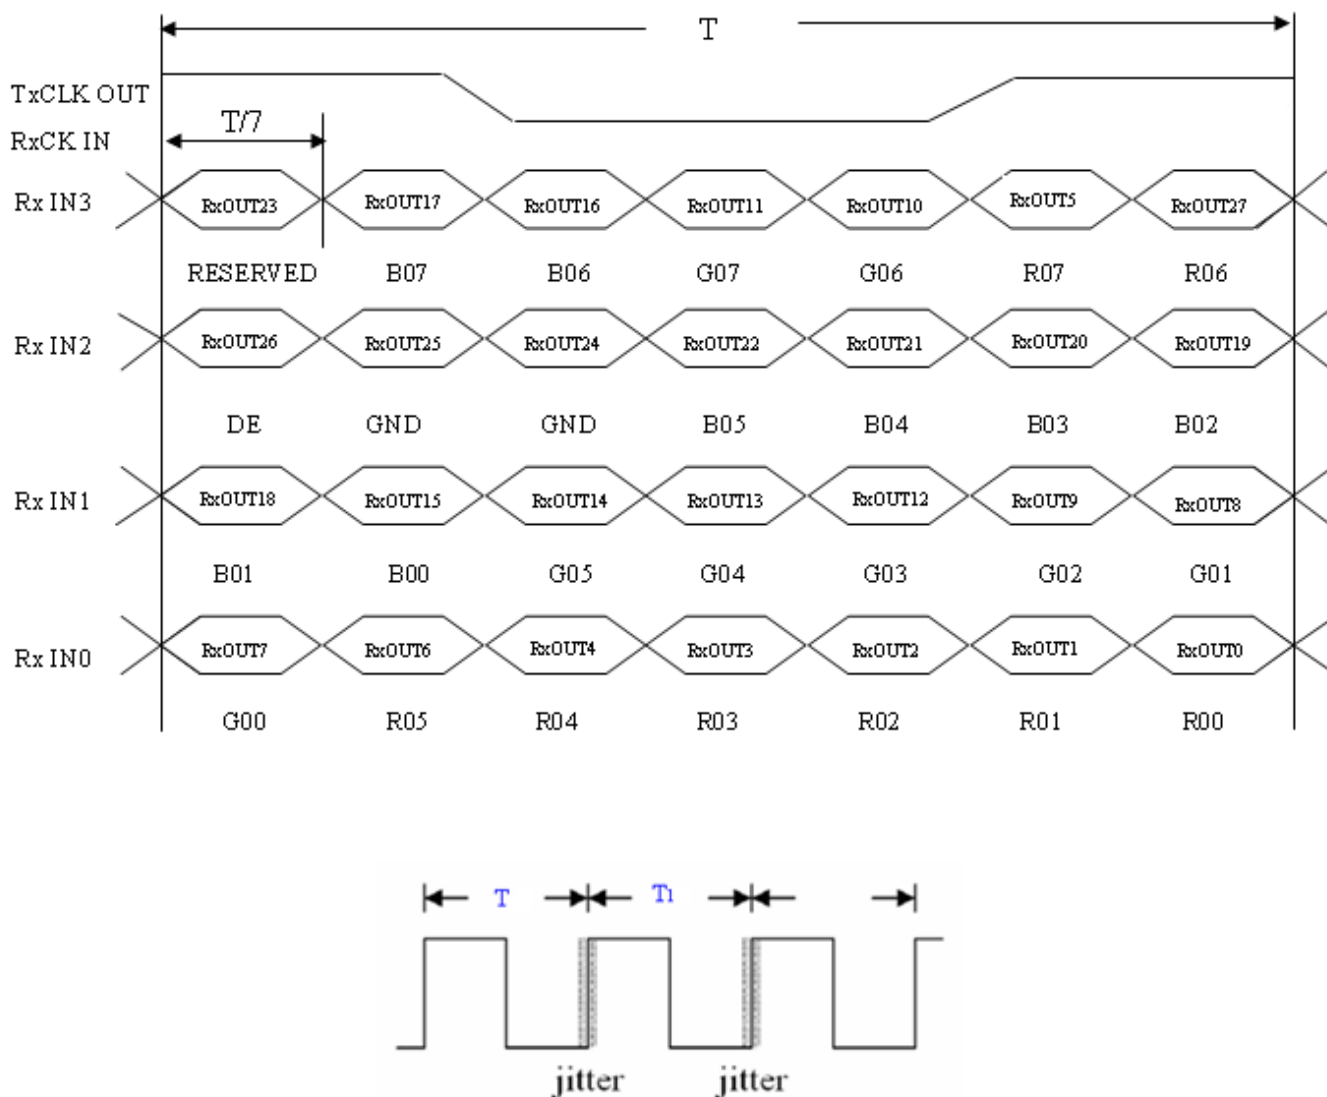 T
TxCLK OUT
T/7
RxCK IN
Rx IN3 RxOUT23 RxOUT17 RxOUT16 RxOUT11 RxOUT10 RxOUT5 RxOUT27
RESERVED B07 B06 G07 G06 R07 R06
Rx IN2 RxOUT26 RxOUT25 RxOUT24 RxOUT22 RxOUT21 RxOUT20 RxOUT19
DE GND GND B05 B04 B03 B02
Rx IN1 RxOUT18 RxOUT15 RxOUT14 RxOUT13 RxOUT12 RxOUT9 RxOUT8
B01 B00 G05 G04 G03 G02 G01
Rx IN0 RxOUT7 RxOUT6 RxOUT4 RxOUT3 RxOUT2 RxOUT1 RxOUT0
G00 R05 R04 R03 R02 R01 R00
T T1
jitter jitter